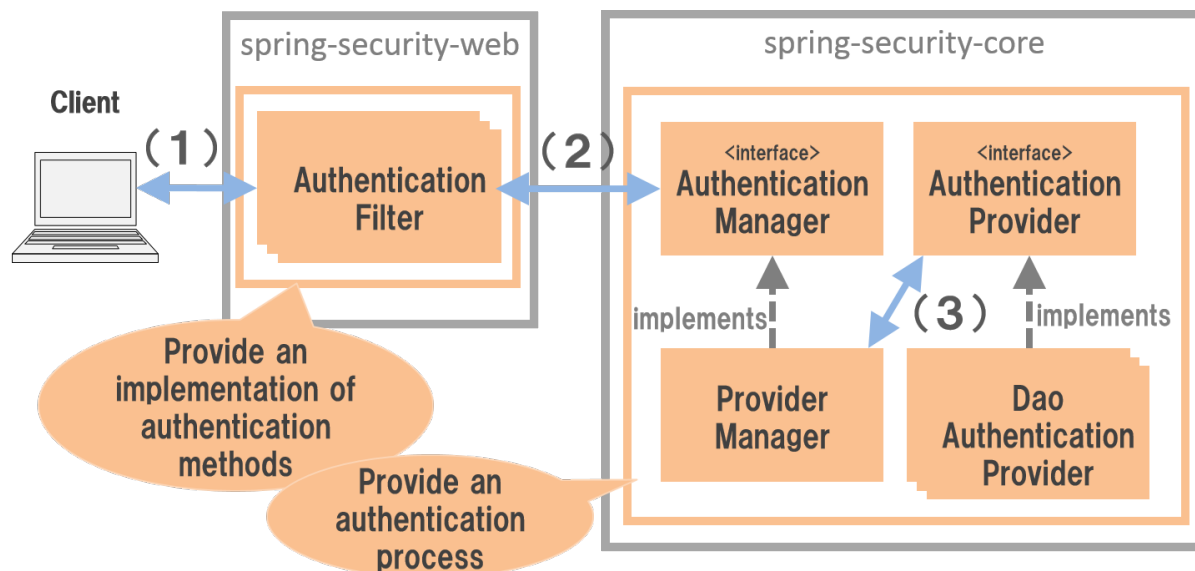 spring-security-web
spring-security-core
Client
(1)
(2)
Authentication
Filter
<interface>
Authentication
Manager
<interface>
Authentication
Provider
implements
(3)
implements
Provider
Manager
Dao
Authentication
Provider
Provide an
implementation of
authentication
methods
Provide an
authentication
process